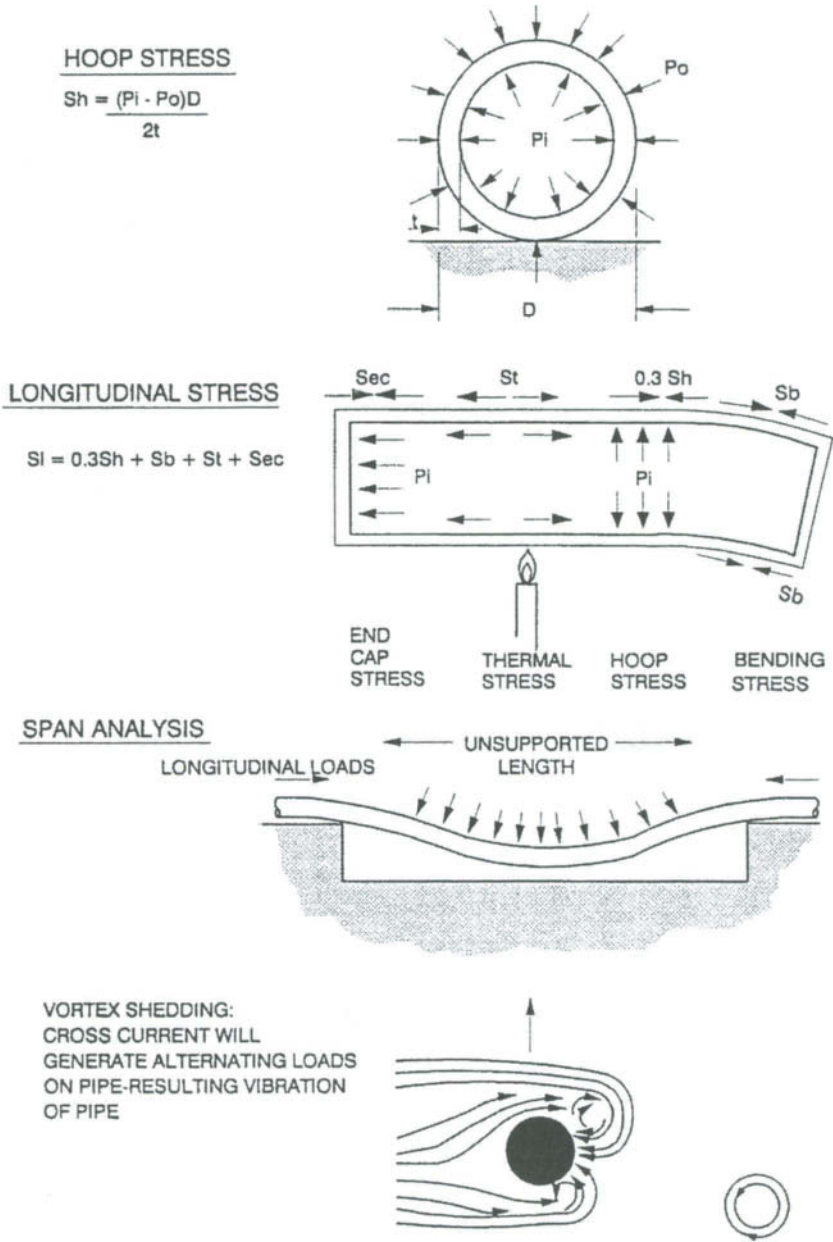 HOOP STRESS
Sh = (Pi - Po)D
2t
Po
Pi
t
D
LONGITUDINAL STRESS
Sl = 0.3Sh + Sb + St + Sec
Sec
St
0.3 Sh
Sb
Pi
Pi
Sb
END
CAP
STRESS
THERMAL
STRESS
HOOP
STRESS
BENDING
STRESS
SPAN ANALYSIS
LONGITUDINAL LOADS
UNSUPPORTED
LENGTH
VORTEX SHEDDING:
CROSS CURRENT WILL
GENERATE ALTERNATING LOADS
ON PIPE-RESULTING VIBRATION
OF PIPE